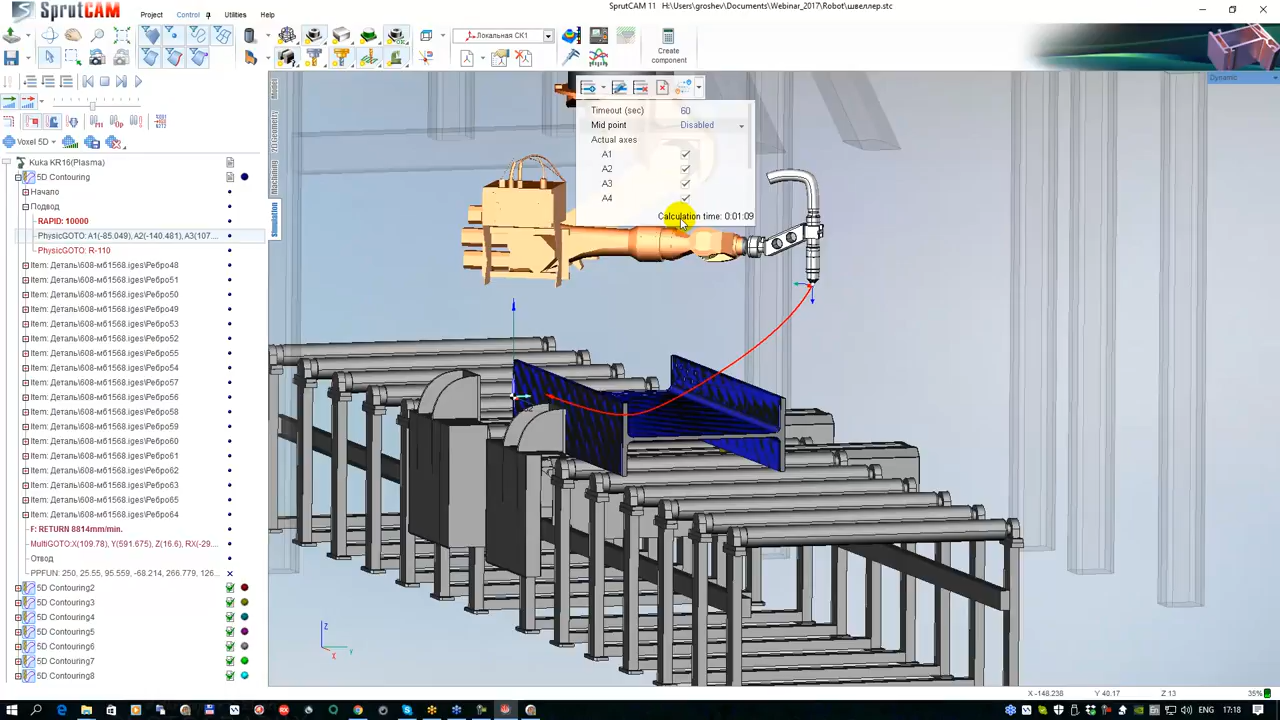 SprutCAM
Project
Control
Utilities
Help
SprutCAM 11 H:\Users\groshev\Documents\Webinar_2017\Robot\швеллер.stc
Локальная СК1
Create component
Dynamic
Voxel 5D
Model
2D Geometry
Machining
Simulation
Timeout (sec) 60
Mid point Disabled
Actual axes
A1
A2
A3
A4
Calculation time: 0:01:09
Kuka KR16(Plasma)
5D Contouring
Начало
Подвод
RAPID: 10000
PhysicGOTO: A1(-85.049), A2(-140.481), A3(107....
PhysicGOTO: R-110
Item: Деталь\608-м61568.iges\Ребро48
Item: Деталь\608-м61568.iges\Ребро51
Item: Деталь\608-м61568.iges\Ребро50
Item: Деталь\608-м61568.iges\Ребро49
Item: Деталь\608-м61568.iges\Ребро53
Item: Деталь\608-м61568.iges\Ребро52
Item: Деталь\608-м61568.iges\Ребро55
Item: Деталь\608-м61568.iges\Ребро54
Item: Деталь\608-м61568.iges\Ребро57
Item: Деталь\608-м61568.iges\Ребро56
Item: Деталь\608-м61568.iges\Ребро58
Item: Деталь\608-м61568.iges\Ребро59
Item: Деталь\608-м61568.iges\Ребро60
Item: Деталь\608-м61568.iges\Ребро61
Item: Деталь\608-м61568.iges\Ребро62
Item: Деталь\608-м61568.iges\Ребро63
Item: Деталь\608-м61568.iges\Ребро65
Item: Деталь\608-м61568.iges\Ребро64
F: RETURN 8814mm/min.
MultiGOTO:X(109.78), Y(591.675), Z(16.6), RX(-29....
Отвод
PPFUN: 250, 25.55, 95.559, -68.214, 266.779, 126...
5D Contouring2
5D Contouring3
5D Contouring4
5D Contouring5
5D Contouring6
5D Contouring7
5D Contouring8
Z
X
Y
X -148.238 Y 40.17 Z 13 35%
ENG 17:18